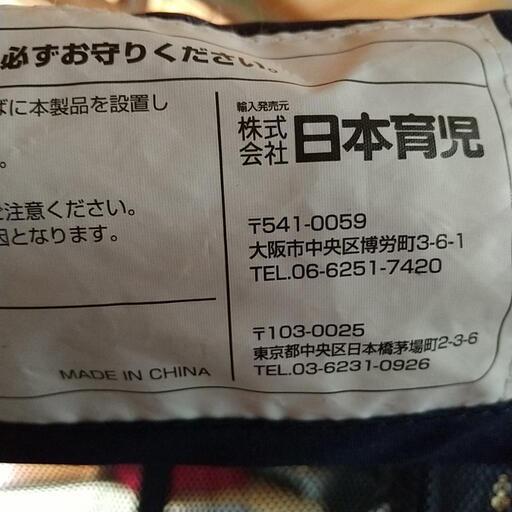 必ずお守りください。
ばに本製品を設置し
。
ご注意ください。
因となります。
MADE IN CHINA
輸入発売元
株式会社 日本育児
〒541-0059
大阪市中央区博労町3-6-1
TEL.06-6251-7420
〒103-0025
東京都中央区日本橋茅場町2-3-6
TEL.03-6231-0926